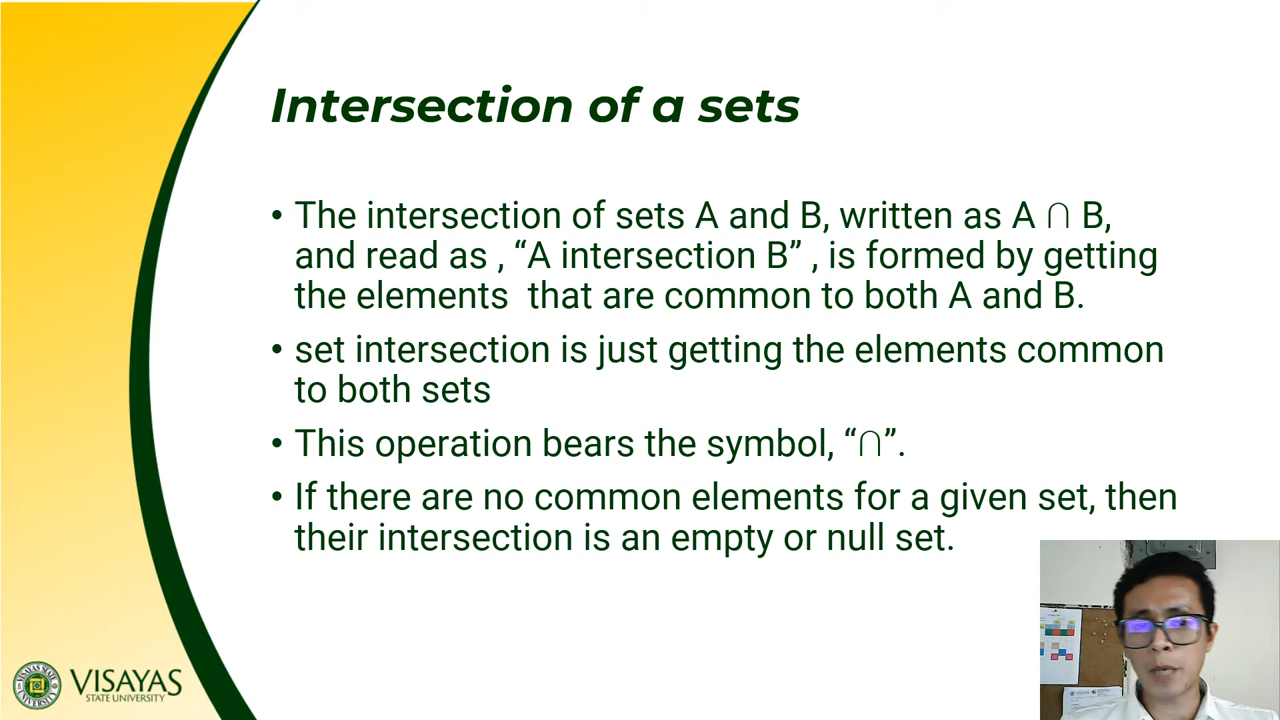 Intersection of a sets
• The intersection of sets A and B, written as A ∩ B,
and read as , “A intersection B” , is formed by getting
the elements  that are common to both A and B.
• set intersection is just getting the elements common
to both sets
• This operation bears the symbol, “∩”.
• If there are no common elements for a given set, then
their intersection is an empty or null set.
VISAYAS
STATE UNIVERSITY